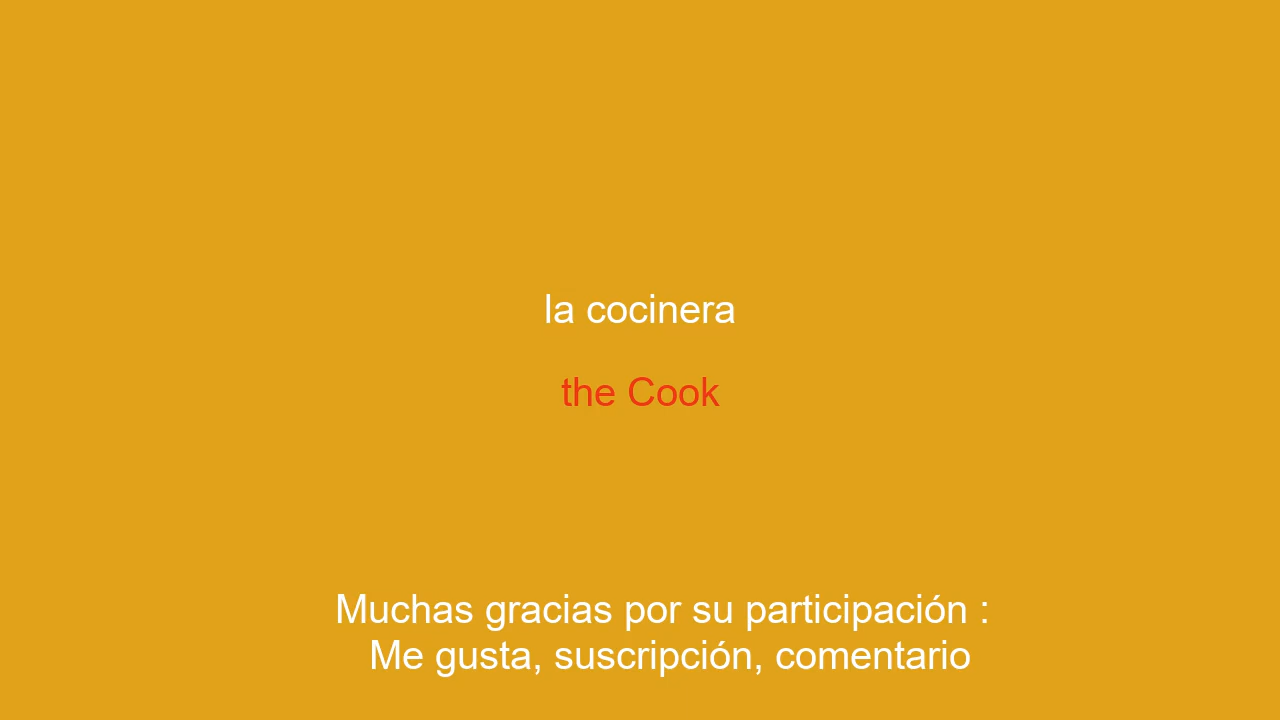 la cocinera
the Cook
Muchas gracias por su participación :
Me gusta, suscripción, comentario